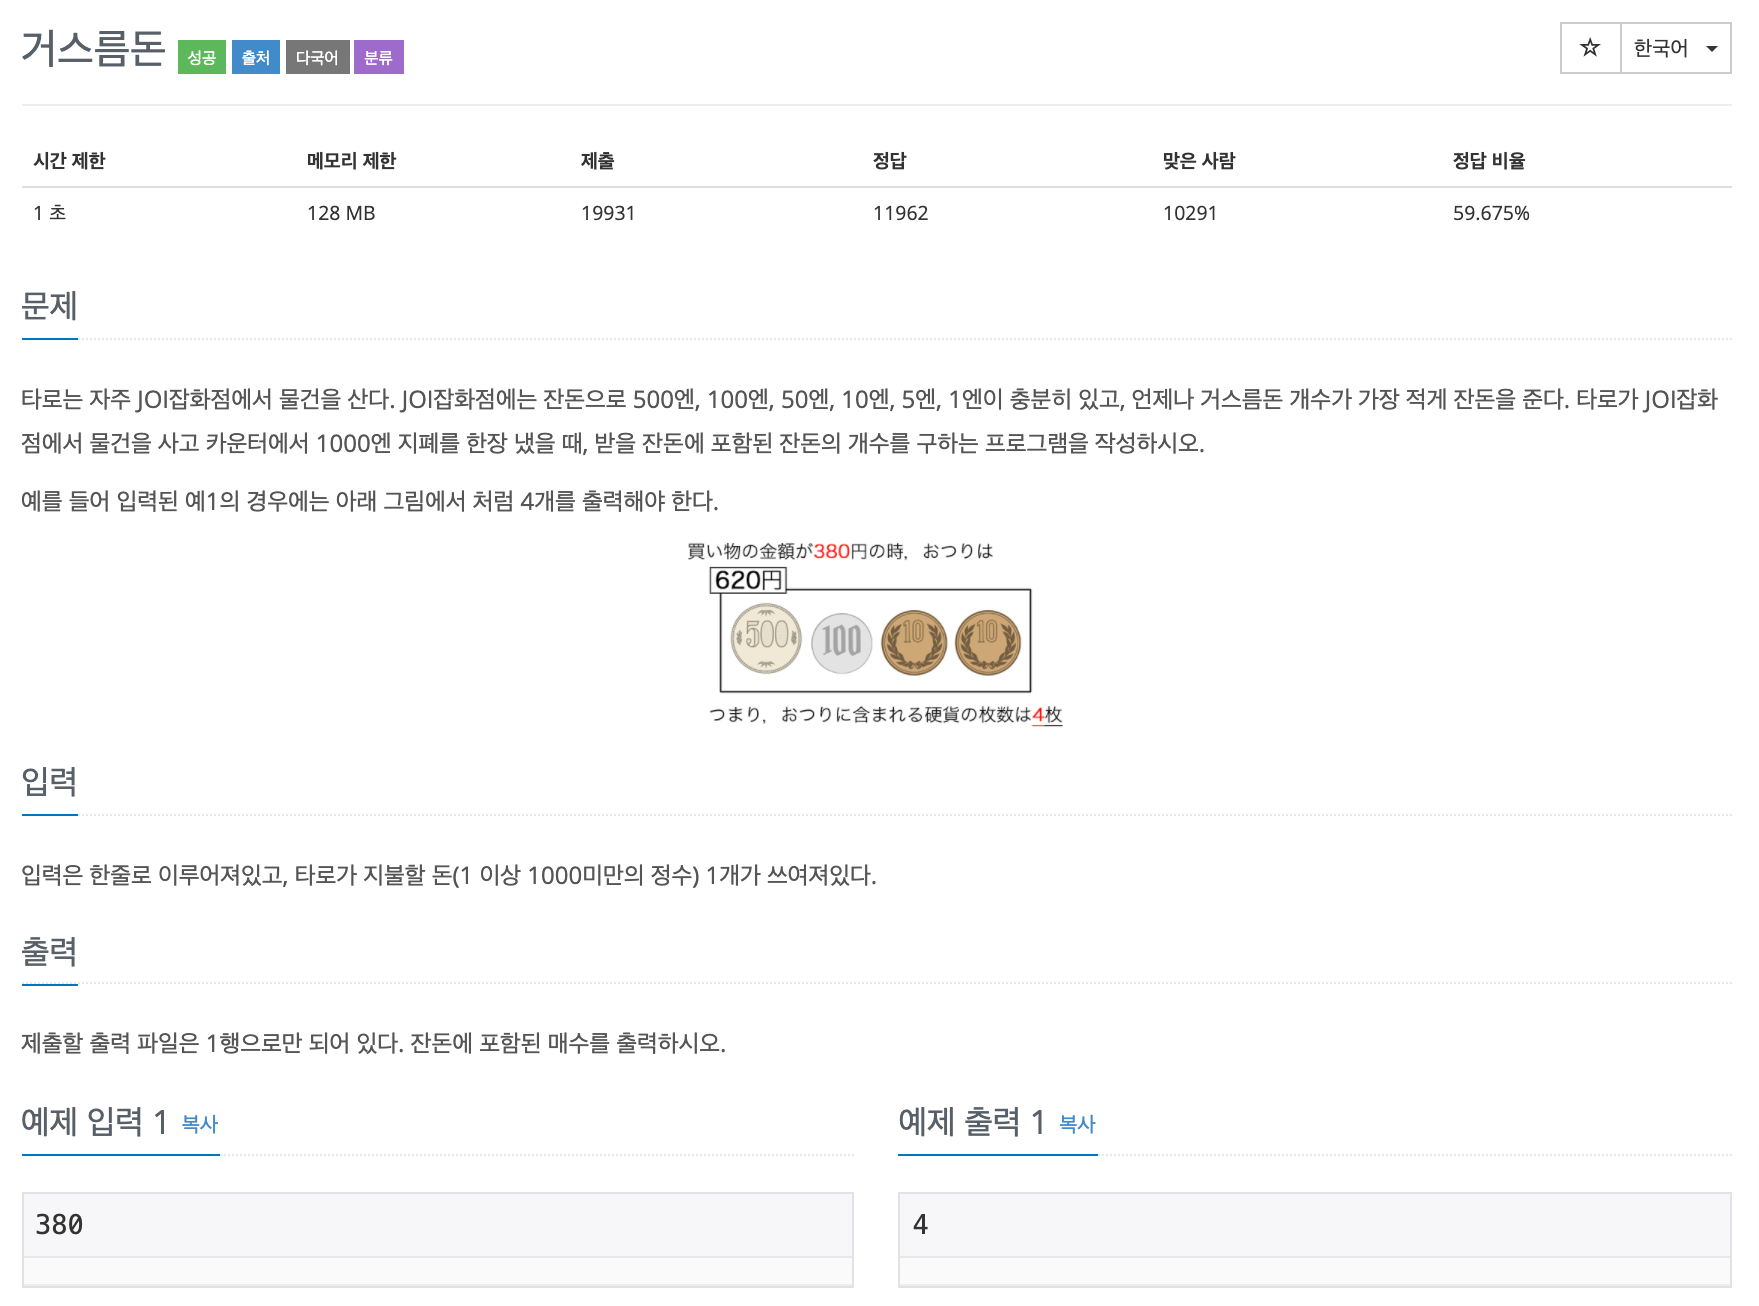 거스름돈 성공 출처 다국어 분류
☆ 한국어
시간 제한 메모리 제한 제출 정답 맞은 사람 정답 비율
1 초 128 MB 19931 11962 10291 59.675%
문제
타로는 자주 JOI잡화점에서 물건을 산다. JOI잡화점에는 잔돈으로 500엔, 100엔, 50엔, 10엔, 5엔, 1엔이 충분히 있고, 언제나 거스름돈 개수가 가장 적게 잔돈을 준다. 타로가 JOI잡화
점에서 물건을 사고 카운터에서 1000엔 지폐를 한장 냈을 때, 받을 잔돈에 포함된 잔돈의 개수를 구하는 프로그램을 작성하시오.
예를 들어 입력된 예1의 경우에는 아래 그림에서 처럼 4개를 출력해야 한다.
買い物の金額が380円の時, おつりは
620円
500 100 10 10
つまり, おつりに含まれる硬貨の枚数は4枚
입력
입력은 한줄로 이루어져있고, 타로가 지불할 돈(1 이상 1000미만의 정수) 1개가 쓰여져있다.
출력
제출할 출력 파일은 1행으로만 되어 있다. 잔돈에 포함된 매수를 출력하시오.
예제 입력 1 복사
380
예제 출력 1 복사
4